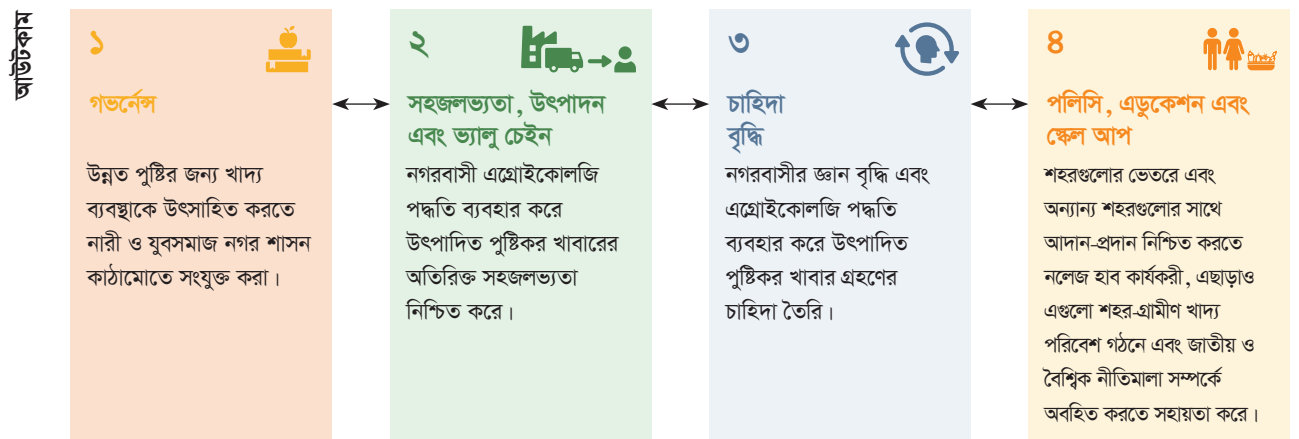 আউটকাম
১
গভর্নেন্স
উন্নত পুষ্টির জন্য খাদ্য
ব্যবস্থাকে উৎসাহিত করতে
নারী ও যুবসমাজ নগর শাসন
কাঠামোতে সংযুক্ত করা।
২
সহজলভ্যতা, উৎপাদন
এবং ভ্যালু চেইন
নগরবাসী এগ্রোইকোলজি
পদ্ধতি ব্যবহার করে
উৎপাদিত পুষ্টিকর খাবারের
অতিরিক্ত সহজলভ্যতা
নিশ্চিত করে।
৩
চাহিদা
বৃদ্ধি
নগরবাসীর জ্ঞান বৃদ্ধি এবং
এগ্রোইকোলজি পদ্ধতি
ব্যবহার করে উৎপাদিত
পুষ্টিকর খাবার গ্রহণের
চাহিদা তৈরি।
৪
পলিসি, এডুকেশন এবং
স্কেল আপ
শহরগুলোর ভেতরে এবং
অন্যান্য শহরগুলোর সাথে
আদান-প্রদান নিশ্চিত করতে
নলেজ হাব কার্যকরী, এছাড়াও
এগুলো শহর-গ্রামীণ খাদ্য
পরিবেশ গঠনে এবং জাতীয় ও
বৈশ্বিক নীতিমালা সম্পর্কে
অবহিত করতে সহায়তা করে।